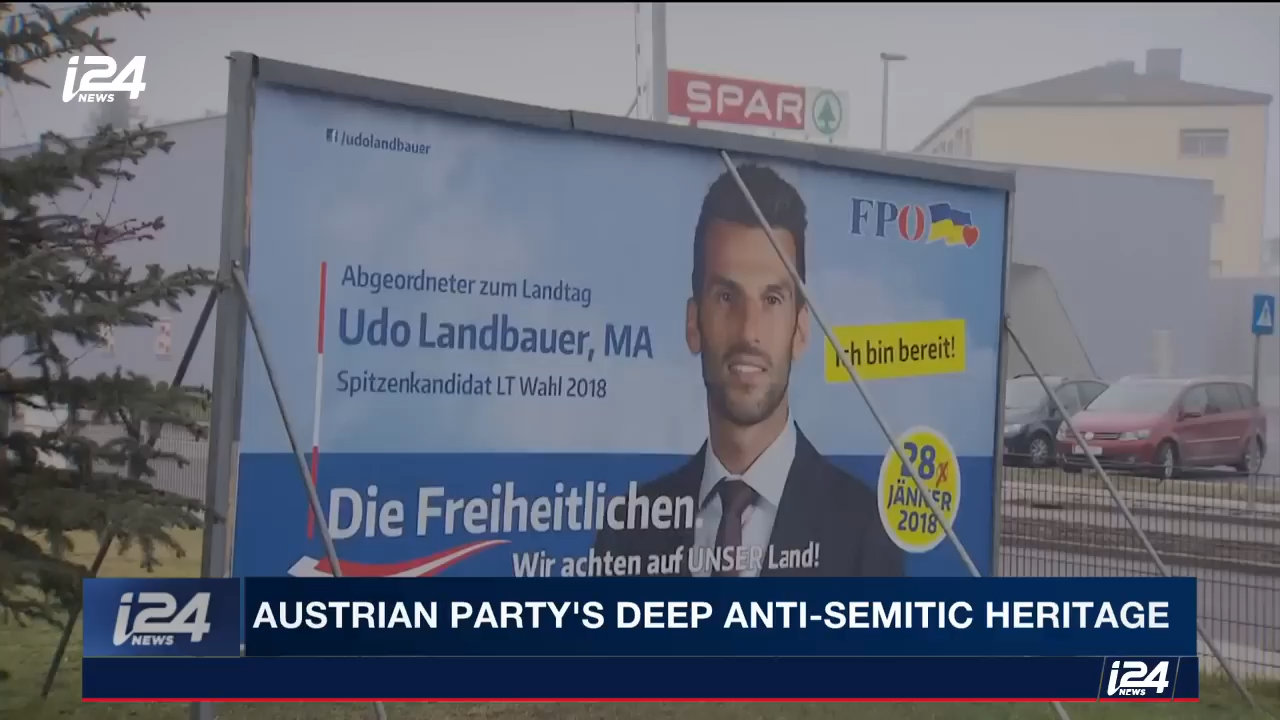 i24
NEWS
SPAR
f /udolandbauer
FPÖ
Abgeordneter zum Landtag
Udo Landbauer, MA
Spitzenkandidat LT Wahl 2018
Ich bin bereit!
28
JÄNNER
2018
Die Freiheitlichen.
Wir achten auf UNSER Land!
i24
NEWS
AUSTRIAN PARTY'S DEEP ANTI-SEMITIC HERITAGE
i24
NEWS